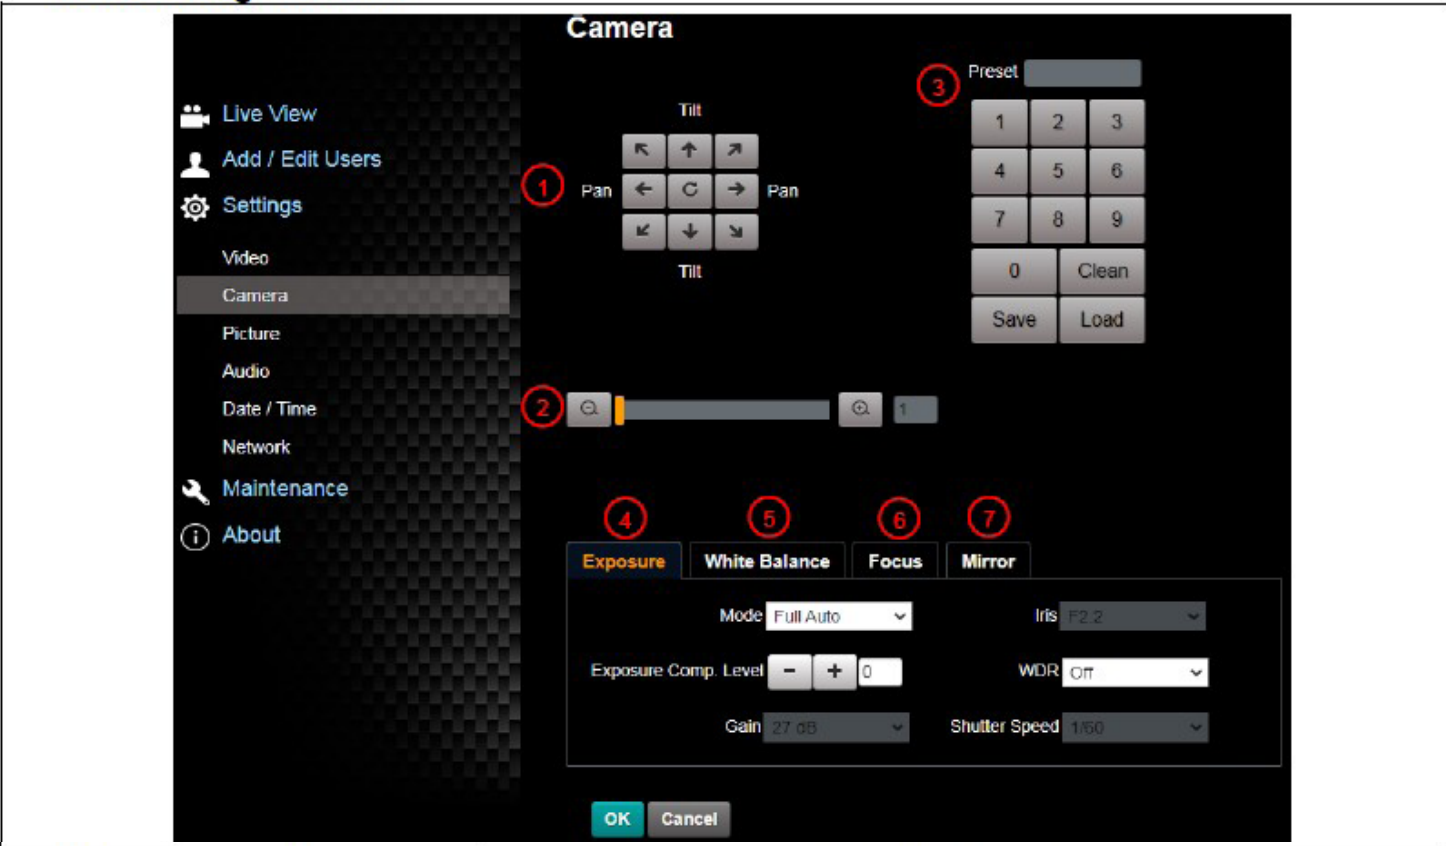 Camera
Live View
Add / Edit Users
Settings
Video
Camera
Picture
Audio
Date / Time
Network
Maintenance
About
1
Tilt
Pan
Pan
Tilt
3
Preset
1 2 3
4 5 6
7 8 9
0 Clean
Save Load
2
1
4 5 6 7
Exposure White Balance Focus Mirror
Mode Full Auto Iris F2.2
Exposure Comp. Level - + 0 WDR Off
Gain 27 dB Shutter Speed 1/60
OK Cancel